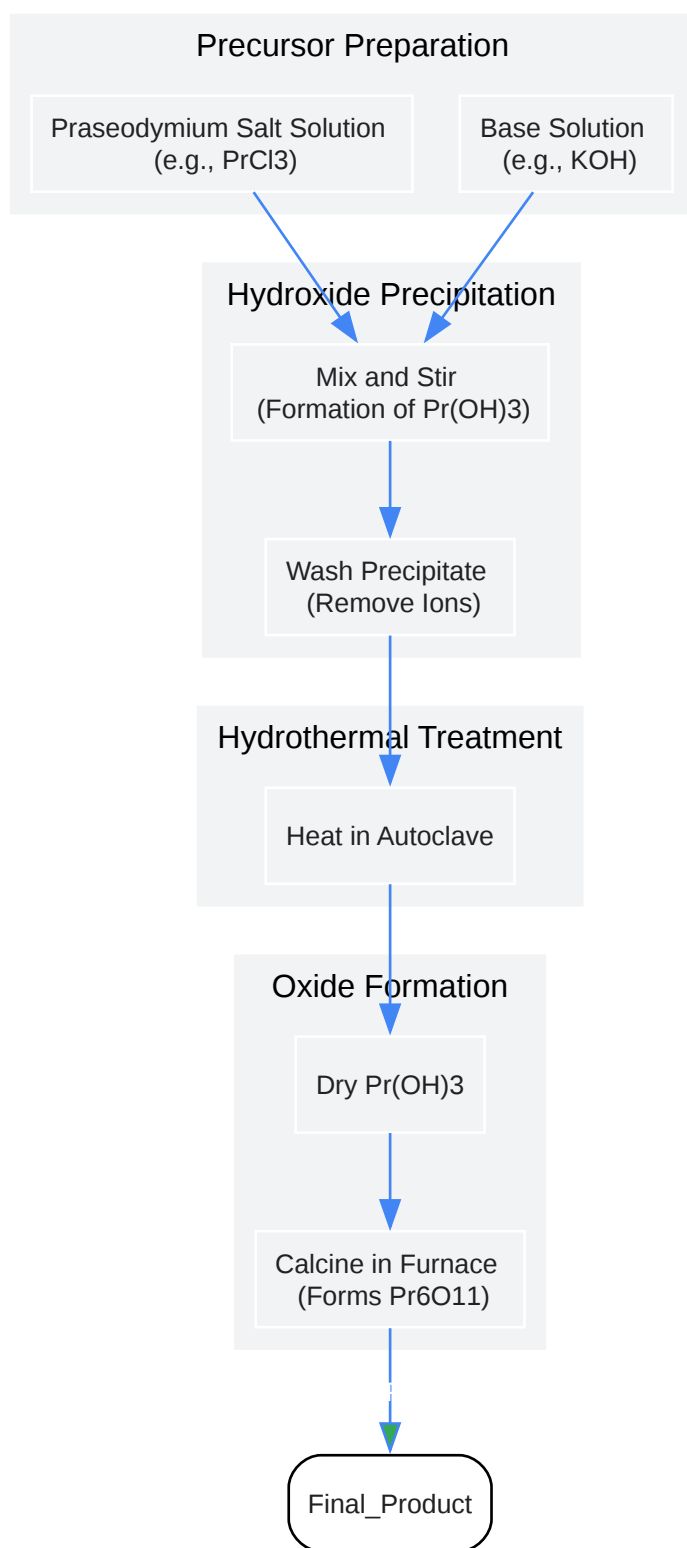 Precursor Preparation
Praseodymium Salt Solution
(e.g., PrCl3)
Base Solution
(e.g., KOH)
Hydroxide Precipitation
Mix and Stir
(Formation of Pr(OH)3)
Wash Precipitate
(Remove Ions)
Hydrothermal Treatment
Heat in Autoclave
Oxide Formation
Dry Pr(OH)3
Calcine in Furnace
(Forms Pr6O11)
Final_Product